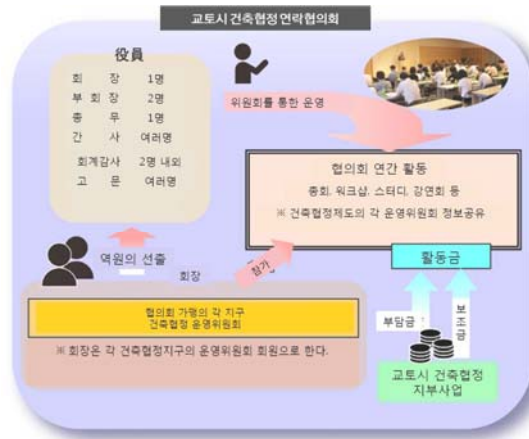 교토시 건축협정 연락협의회
役員
회 장 1명
부 회 장 2명
총 무 1명
간 사 여러명
회계감사 2명 내외
고 문 여러명
위원회를 통한 운영
협의회 연간 활동
총회, 워크샵, 스터디, 강연회 등
※ 건축협정제도의 각 운영위원회 정보공유
활동금
역원의 선출
회장
참가
협의회 가맹의 각 지구
건축협정 운영위원회
※ 회장은 각 건축협정지구의 운영위원회 회원으로 한다.
부담금
보조금
교토시 건축협정
지부사업